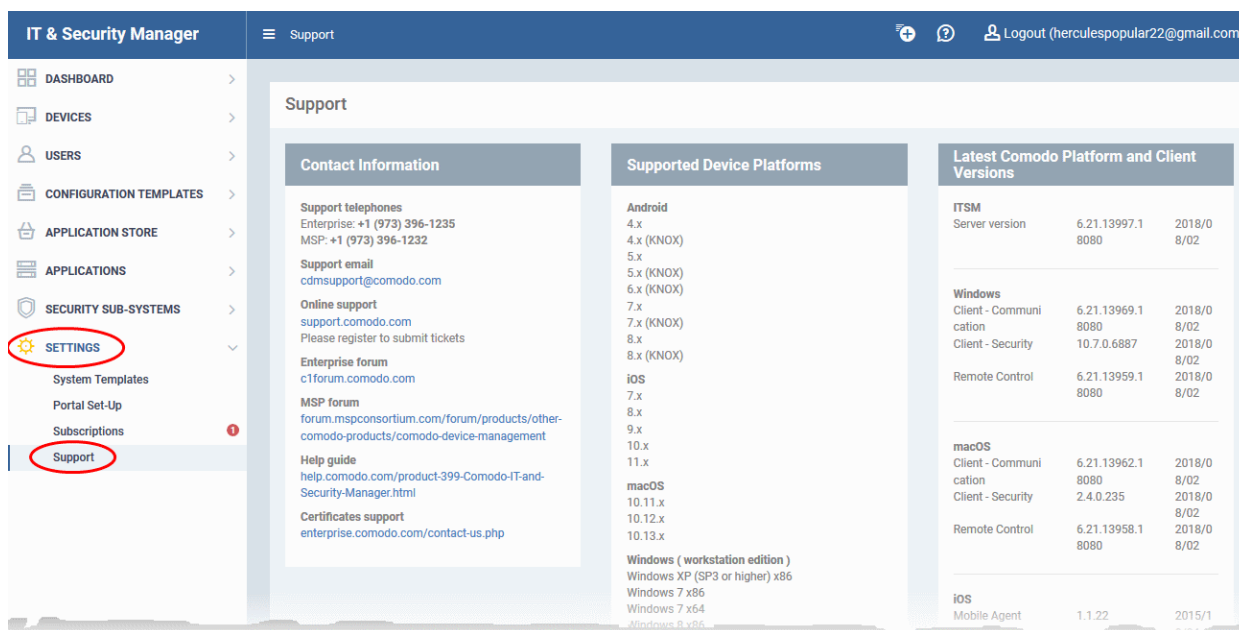 IT & Security Manager
Support
Logout (herculespopular22@gmail.com
DASHBOARD
DEVICES
USERS
CONFIGURATION TEMPLATES
APPLICATION STORE
APPLICATIONS
SECURITY SUB-SYSTEMS
SETTINGS
System Templates
Portal Set-Up
Subscriptions 1
Support
Support
Contact Information
Support telephones
Enterprise: +1 (973) 396-1235
MSP: +1 (973) 396-1232
Support email
cdmsupport@comodo.com
Online support
support.comodo.com
Please register to submit tickets
Enterprise forum
c1forum.comodo.com
MSP forum
forum.mspconsortium.com/forum/products/other-
comodo-products/comodo-device-management
Help guide
help.comodo.com/product-399-Comodo-IT-and-
Security-Manager.html
Certificates support
enterprise.comodo.com/contact-us.php
Supported Device Platforms
Android
4.x
4.x (KNOX)
5.x
5.x (KNOX)
6.x (KNOX)
7.x
7.x (KNOX)
8.x
8.x (KNOX)
iOS
7.x
8.x
9.x
10.x
11.x
macOS
10.11.x
10.12.x
10.13.x
Windows ( workstation edition )
Windows XP (SP3 or higher) x86
Windows 7 x86
Windows 7 x64
Windows 8 x86
Latest Comodo Platform and Client
Versions
ITSM
Server version 6.21.13997.1 2018/0
8080 8/02
Windows
Client - Communi 6.21.13969.1 2018/0
cation 8080 8/02
Client - Security 10.7.0.6887 2018/0
8/02
Remote Control 6.21.13959.1 2018/0
8080 8/02
macOS
Client - Communi 6.21.13962.1 2018/0
cation 8080 8/02
Client - Security 2.4.0.235 2018/0
8/02
Remote Control 6.21.13958.1 2018/0
8080 8/02
iOS
Mobile Agent 1.1.22 2015/1